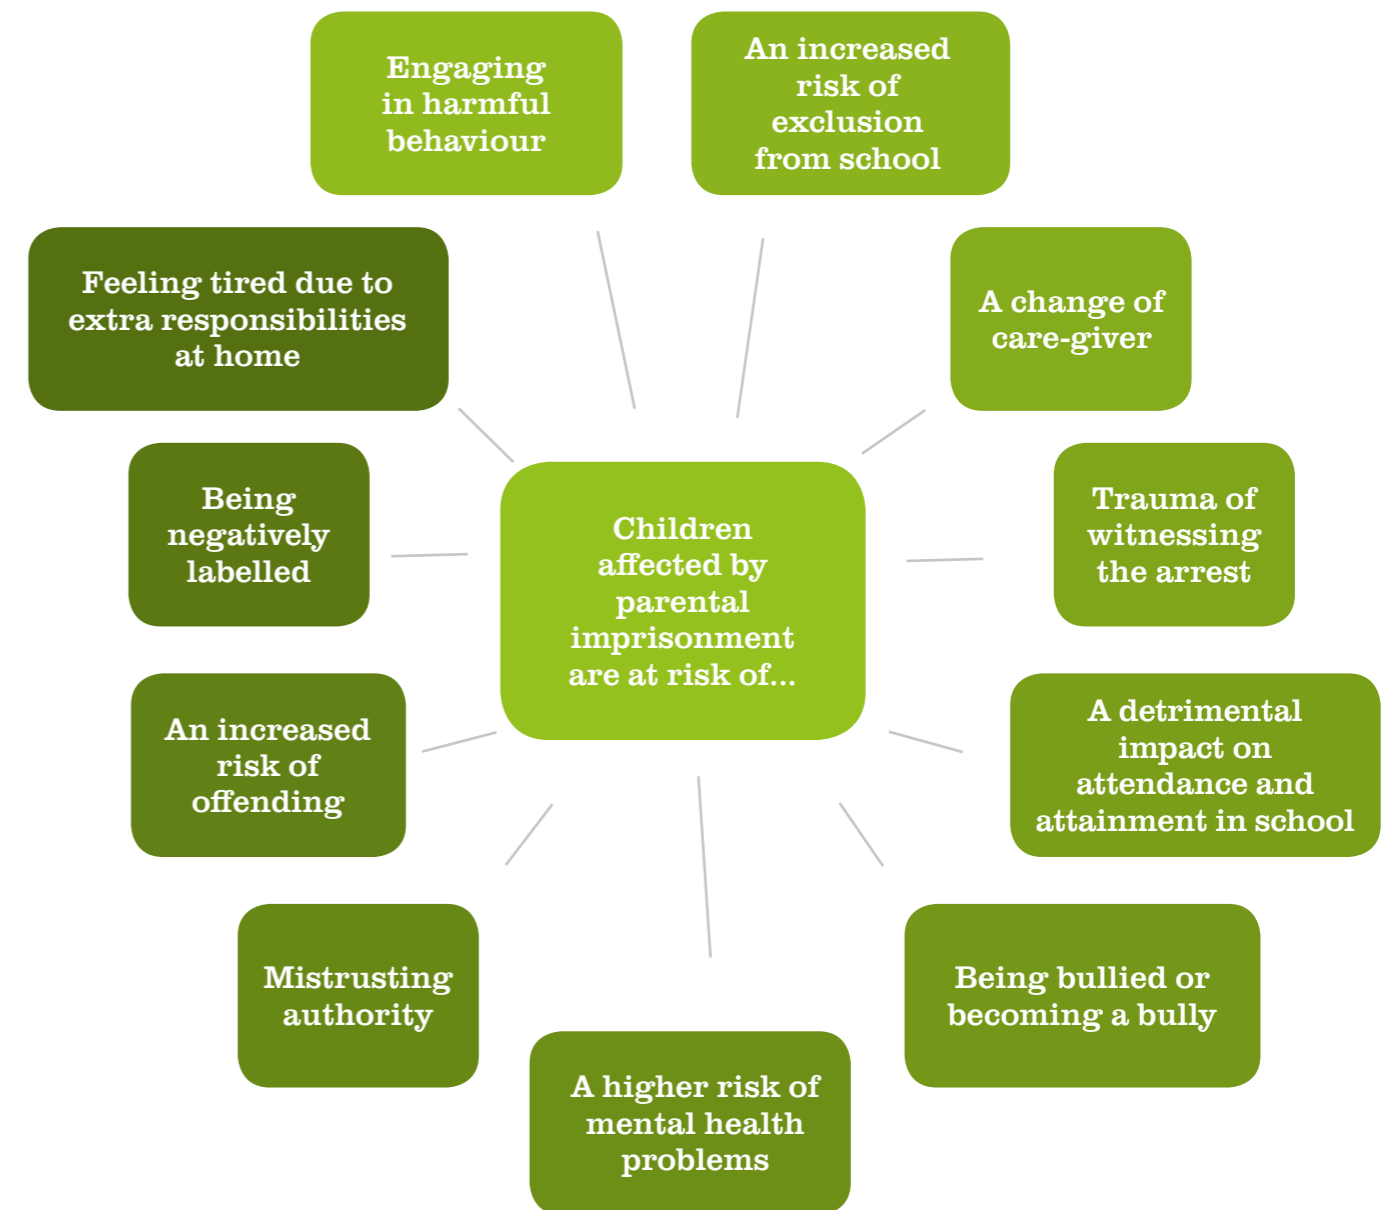 Engaging
in harmful
behaviour
An increased
risk of
exclusion
from school
Feeling tired due to
extra responsibilities
at home
A change of
care-giver
Being
negatively
labelled
Children
affected by
parental
imprisonment
are at risk of...
Trauma of
witnessing
the arrest
An increased
risk of
offending
A detrimental
impact on
attendance and
attainment in school
Mistrusting
authority
Being bullied or
becoming a bully
A higher risk of
mental health
problems